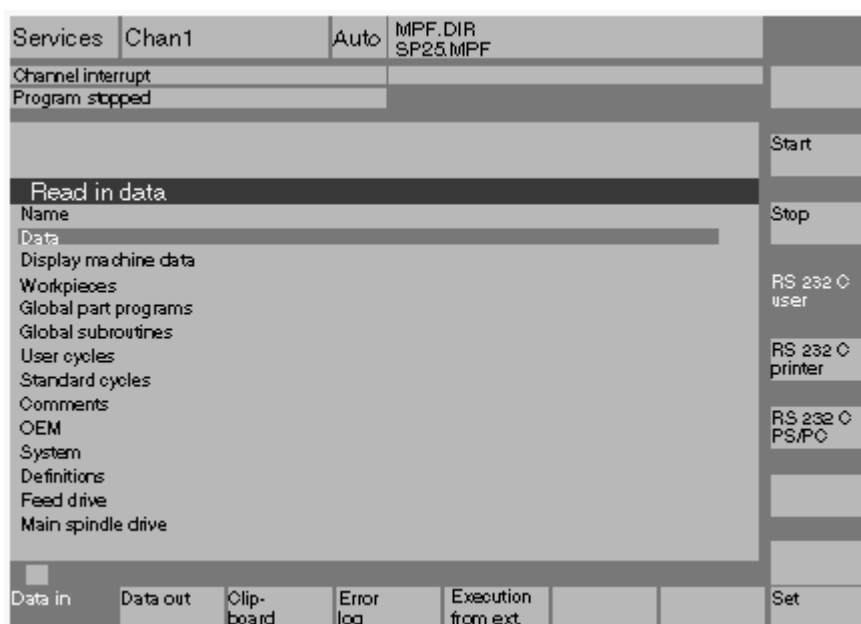 Services Chan1 Auto MPF.DIR
SP25.MPF
Channel interrupt
Program stopped
Read in data
Name
Data
Display machine data
Workpieces
Global part programs
Global subroutines
User cycles
Standard cycles
Comments
OEM
System
Definitions
Feed drive
Main spindle drive
Start
Stop
RS 232 C
user
RS 232 C
printer
RS 232 C
PS/PC
Data in
Data out
Clip-
board
Error
log
Execution
from ext.
Set